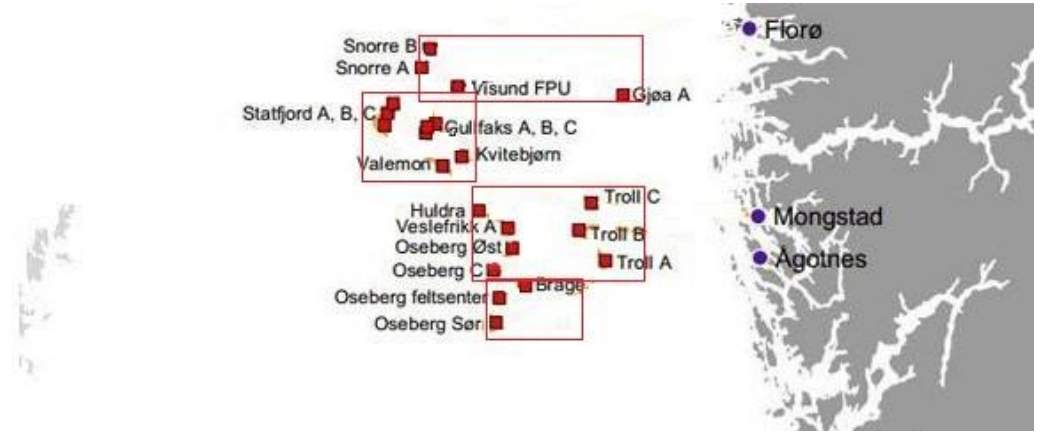 Florø
Snorre B
Snorre A
Visund FPU
Gjøa A
Statfjord A, B, C
Gullfaks A, B, C
Kvitebjørn
Valemon
Troll C
Huldra
Mongstad
Veslefrikk A
Troll B
Oseberg Øst
Ågotnes
Troll A
Oseberg C
Brage
Oseberg feltsenter
Oseberg Sør